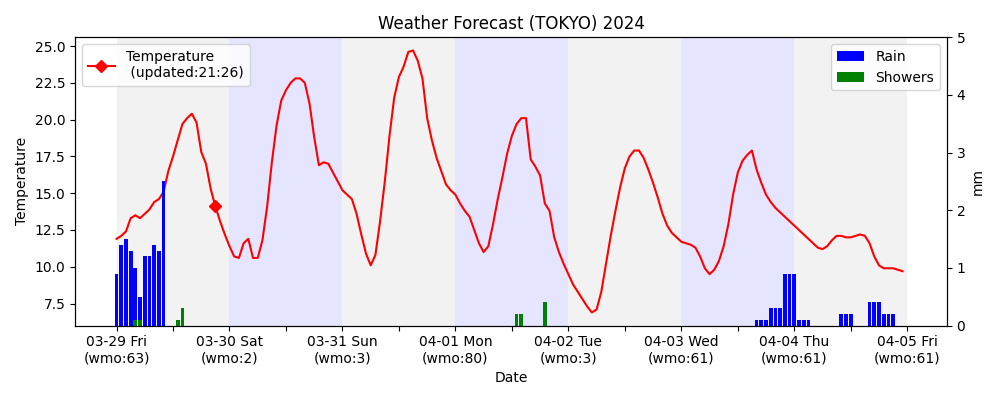 Weather Forecast (TOKYO) 2024
Temperature
(updated:21:26)
Rain
Showers
Temperature
25.0
22.5
20.0
17.5
15.0
12.5
10.0
7.5
5
4
3
2
1
0
mm
03-29 Fri
(wmo:63)
03-30 Sat
(wmo:2)
03-31 Sun
(wmo:3)
04-01 Mon
(wmo:80)
04-02 Tue
(wmo:3)
04-03 Wed
(wmo:61)
04-04 Thu
(wmo:61)
04-05 Fri
(wmo:61)
Date